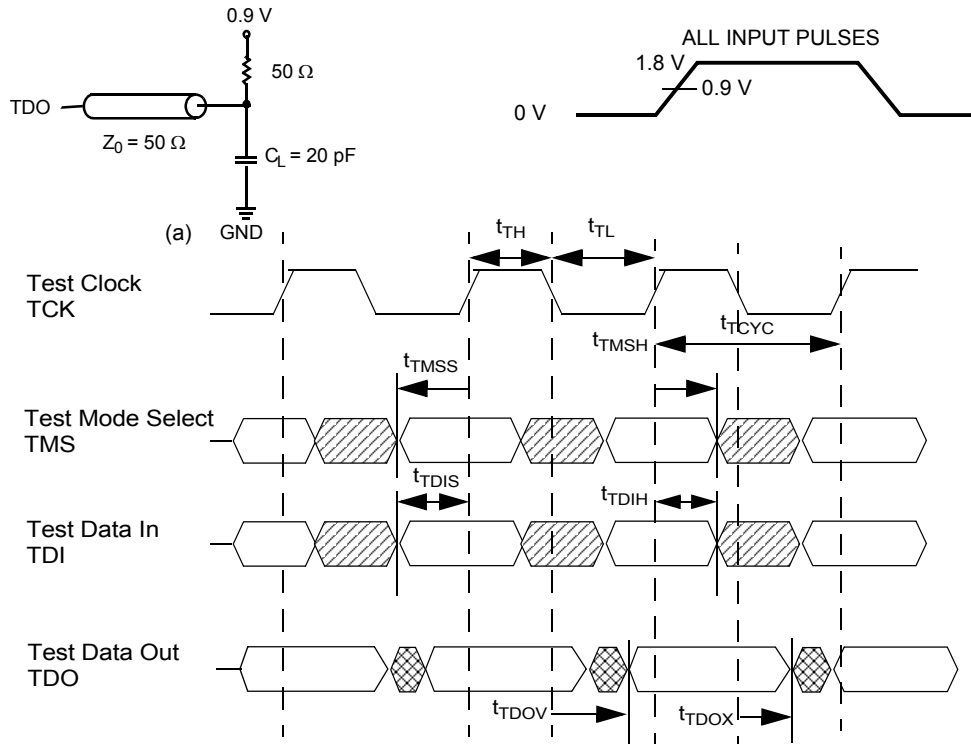 0.9 V
50 Ω
TDO
Z0 = 50 Ω
CL = 20 pF
(a)
GND
ALL INPUT PULSES
1.8 V
0.9 V
0 V
tTH
tTL
Test Clock
TCK
tTMSH
tTCYC
tTMSS
Test Mode Select
TMS
tTDIS
tTDIH
Test Data In
TDI
Test Data Out
TDO
tTDOV
tTDOX